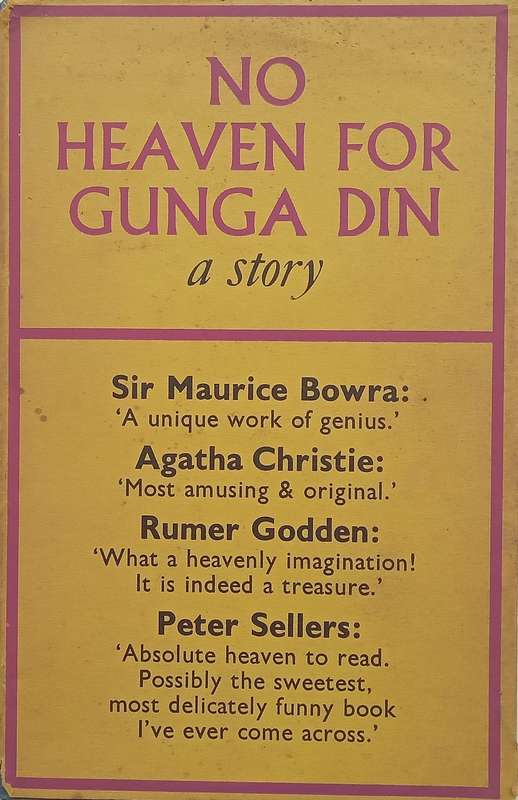 NO
HEAVEN FOR
GUNGA DIN
a story
Sir Maurice Bowra:
‘A unique work of genius.’
Agatha Christie:
‘Most amusing & original.’
Rumer Godden:
‘What a heavenly imagination!
It is indeed a treasure.’
Peter Sellers:
‘Absolute heaven to read.
Possibly the sweetest,
most delicately funny book
I’ve ever come across.’